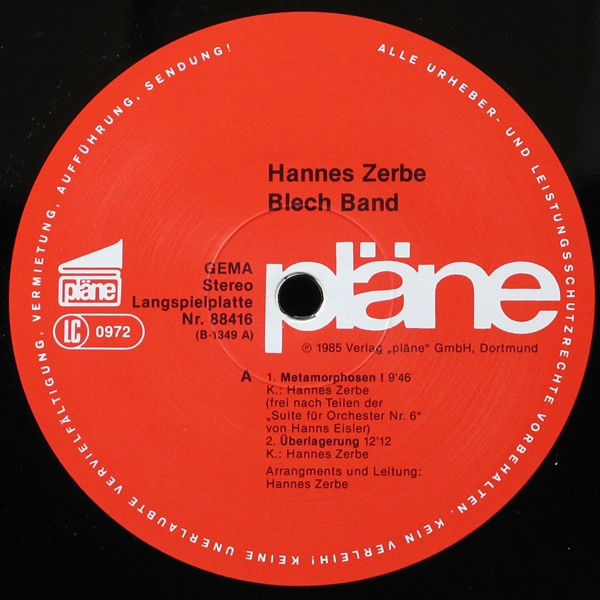 ALLE URHEBER- UND LEISTUNGSSCHUTZRECHTE VORBEHALTEN. KEIN VERLEIH! KEINE UNERLAUBTE VERVIELFÄLTIGUNG, VERMIETUNG, AUFFÜHRUNG, SENDUNG!
Hannes Zerbe
Blech Band
pläne
LC 0972
GEMA
Stereo
Langspielplatte
Nr. 88416
(B-1349 A)
pläne
℗ 1985 Verlag „pläne“ GmbH, Dortmund
A
1. Metamorphosen I 9'46
K.: Hannes Zerbe
(frei nach Teilen der
„Suite für Orchester Nr. 6“
von Hanns Eisler)
2. Überlagerung 12'12
K.: Hannes Zerbe
Arrangments und Leitung:
Hannes Zerbe